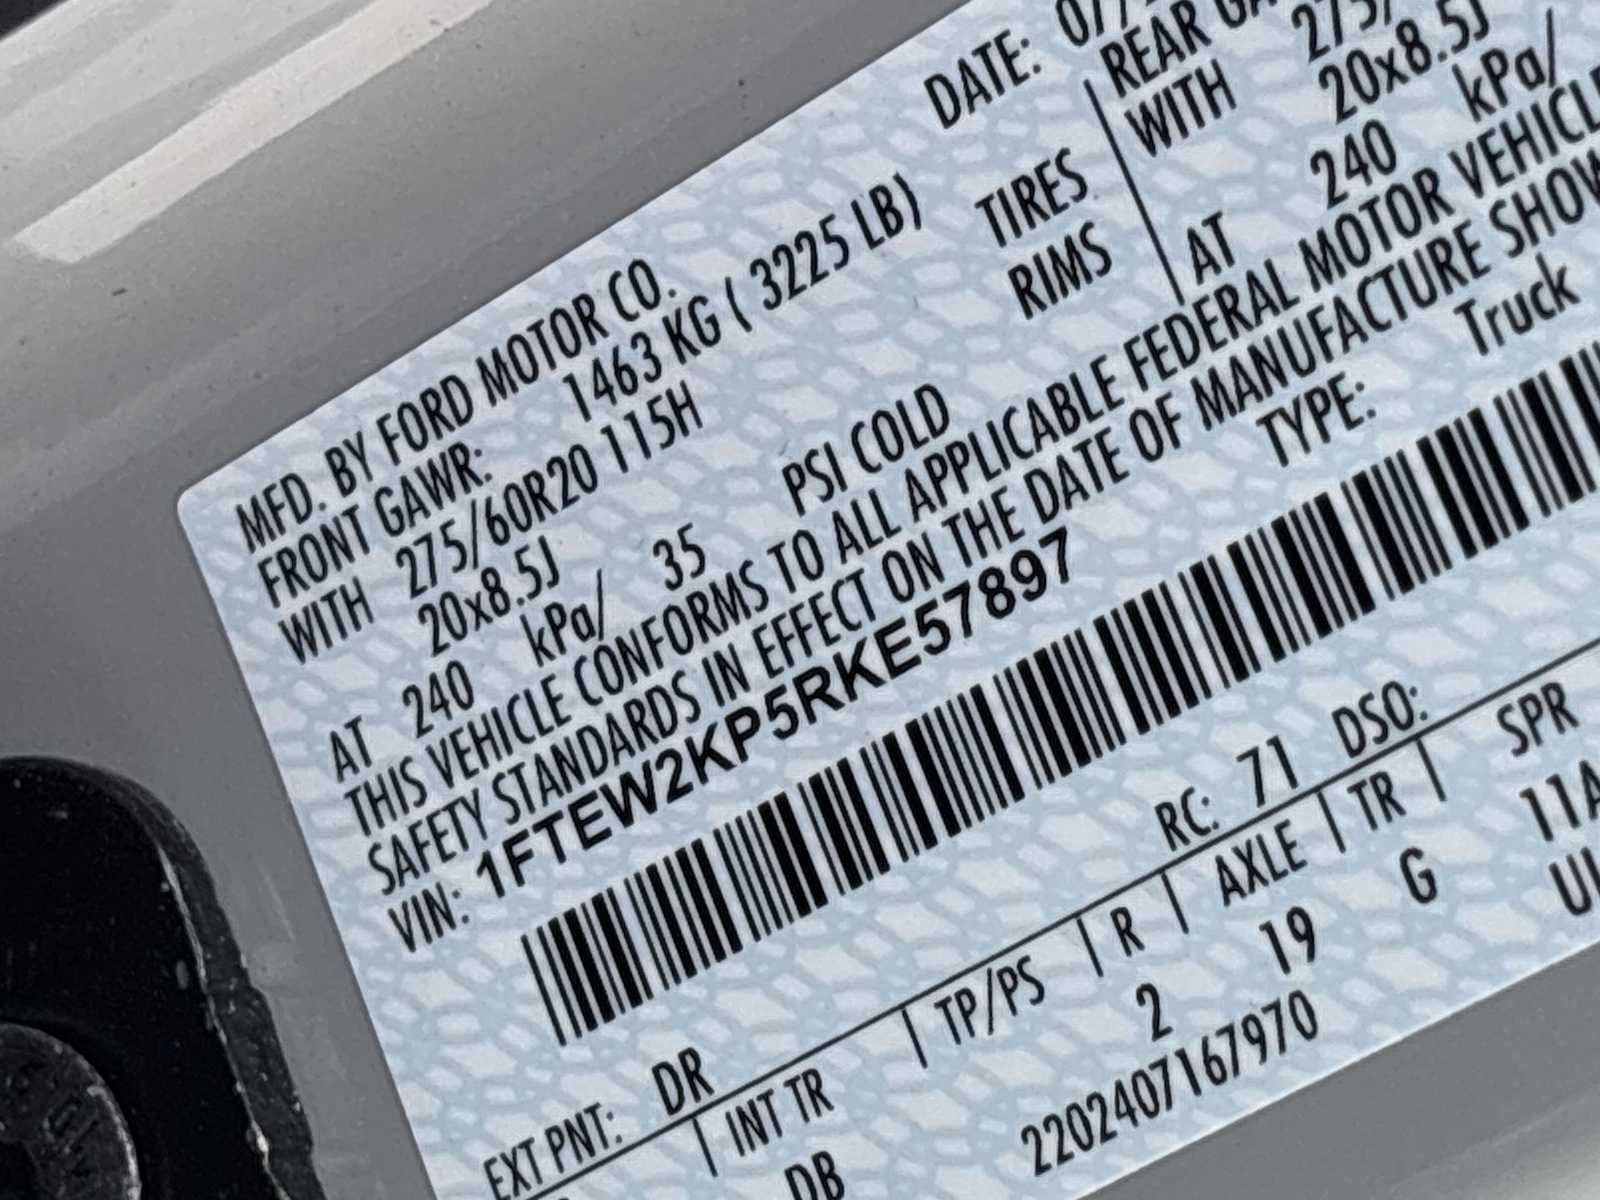 MFD. BY FORD MOTOR CO. DATE:
FRONT GAWR: 1463 KG ( 3225 LB) REAR
WITH 275/60R20 115H TIRES WITH
20x8.5J RIMS 20x8.5J
AT 240 kPa/ 35 PSI COLD AT 240 kPa/
THIS VEHICLE CONFORMS TO ALL APPLICABLE FEDERAL MOTOR VEHICLE
SAFETY STANDARDS IN EFFECT ON THE DATE OF MANUFACTURE SHOW
VIN: 1FTEW2KP5RKE57897 TYPE: Truck
EXT PNT: DR RC: 71 DSO:
INT TR | TP/PS | R | AXLE | TR | SPR
DB 2 19 G
2202407167970